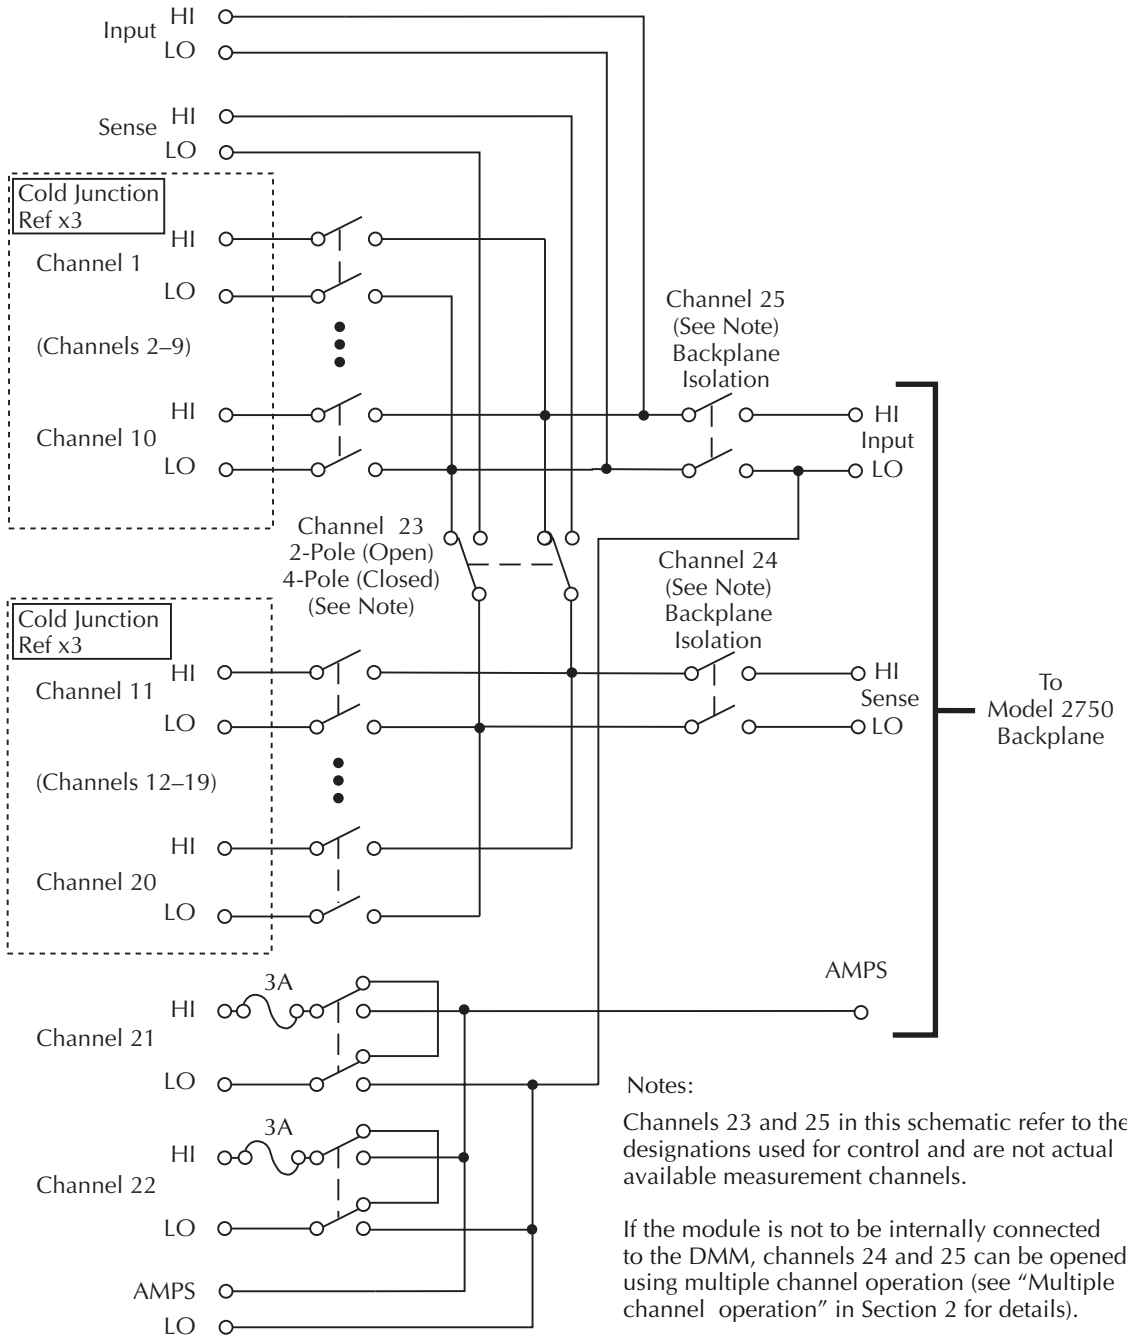 Input HI
LO
Sense HI
LO
Cold Junction
Ref x3
HI
Channel 1
LO
(Channels 2–9)
HI
Channel 10
LO
Channel 25
(See Note)
Backplane
Isolation
HI
Input
LO
Channel 23
2-Pole (Open)
4-Pole (Closed)
(See Note)
Channel 24
(See Note)
Backplane
Isolation
Cold Junction
Ref x3
HI
Channel 11
LO
(Channels 12–19)
HI
Channel 20
LO
HI
Sense
LO
To
Model 2750
Backplane
AMPS
3A
HI
Channel 21
LO
3A
HI
Channel 22
LO
AMPS
LO
Notes:
Channels 23 and 25 in this schematic refer to the
designations used for control and are not actual
available measurement channels.
If the module is not to be internally connected
to the DMM, channels 24 and 25 can be opened
using multiple channel operation (see “Multiple
channel operation” in Section 2 for details).